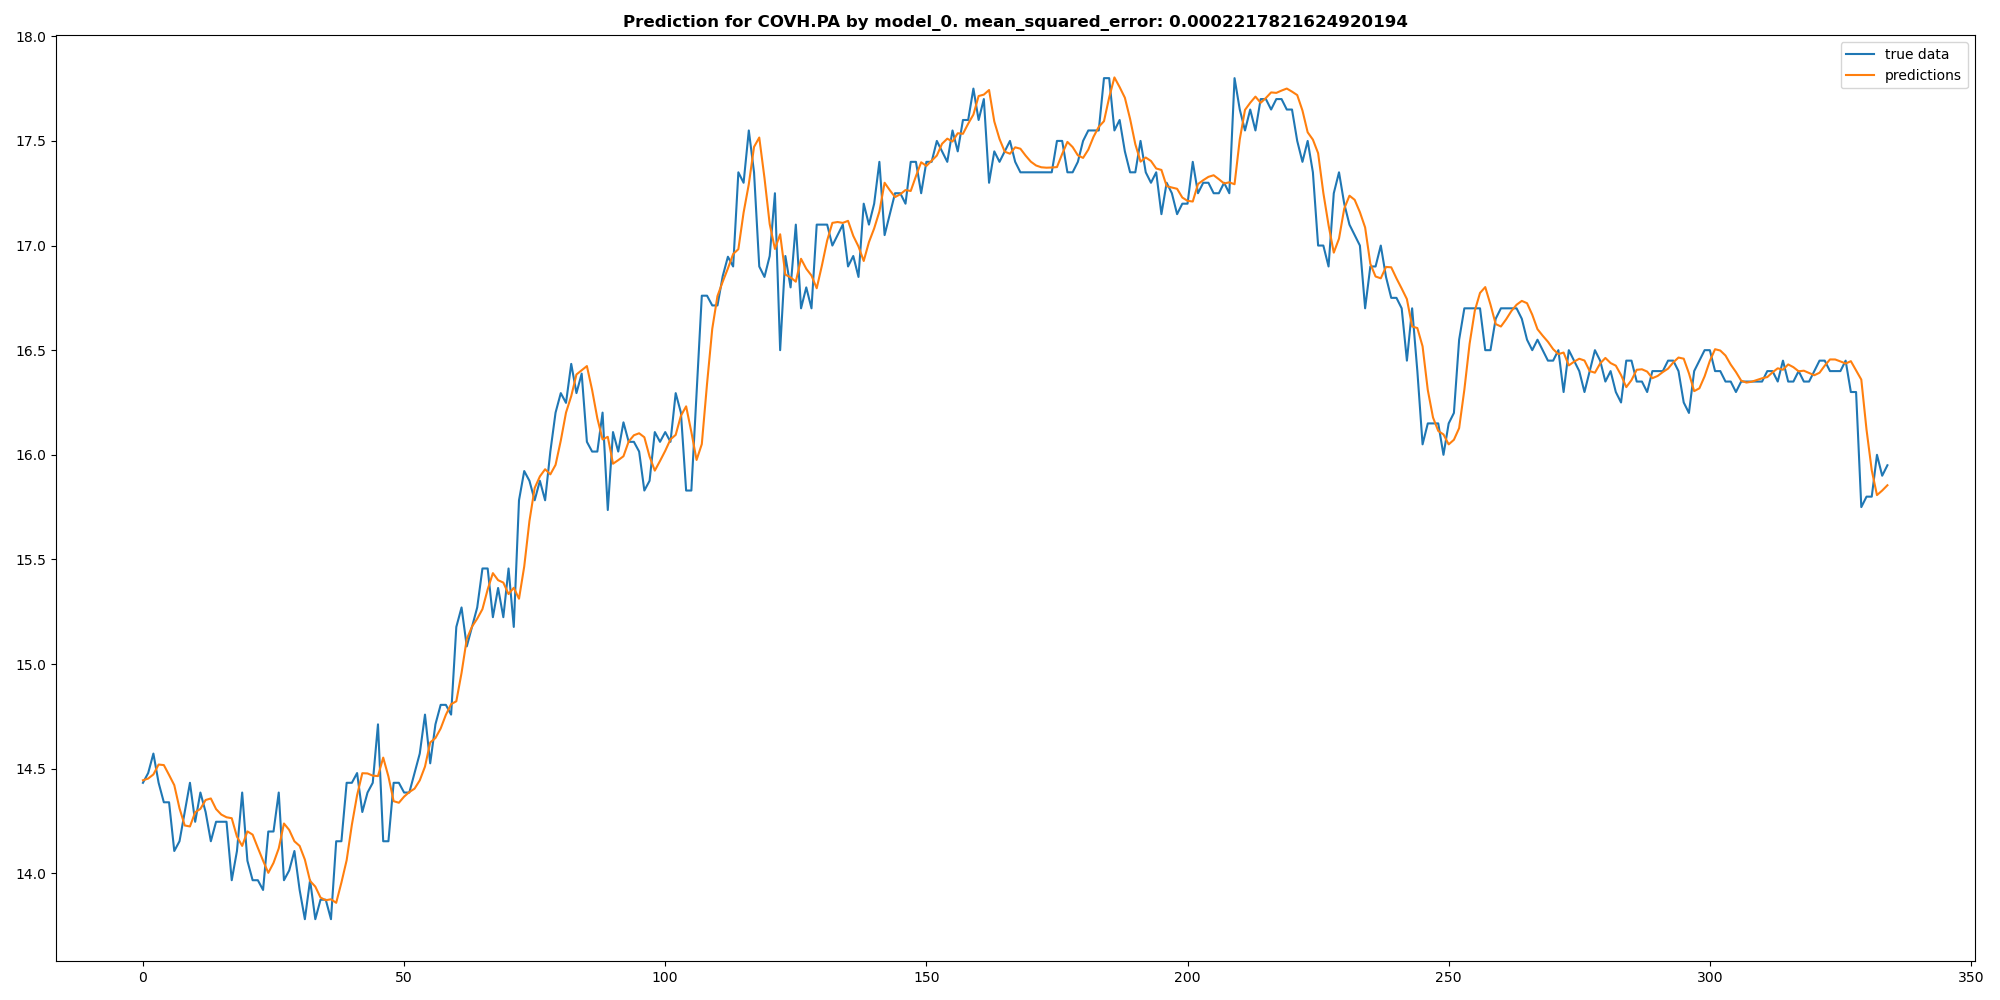 Prediction for COVH.PA by model_0. mean_squared_error: 0.0002217821624920194
true data
predictions
18.0
17.5
17.0
16.5
16.0
15.5
15.0
14.5
14.0
0 50 100 150 200 250 300 350